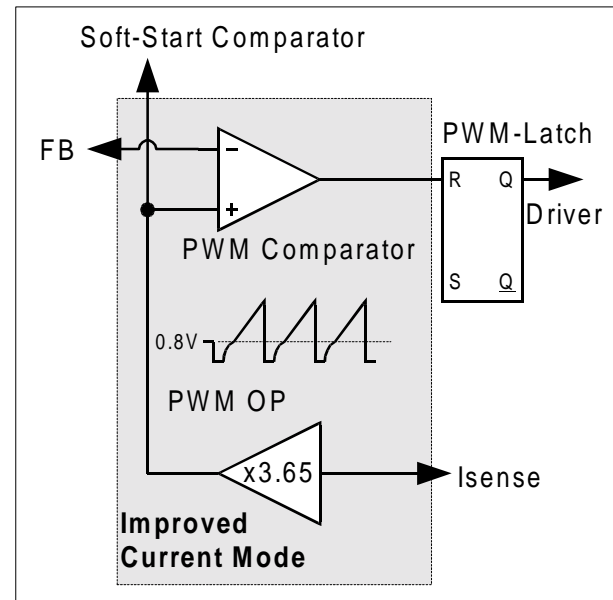 Soft-Start Comparator
FB
PWM-Latch
R Q
Driver
S Q
PWM Comparator
0.8V
PWM OP
x3.65
Isense
Improved
Current Mode